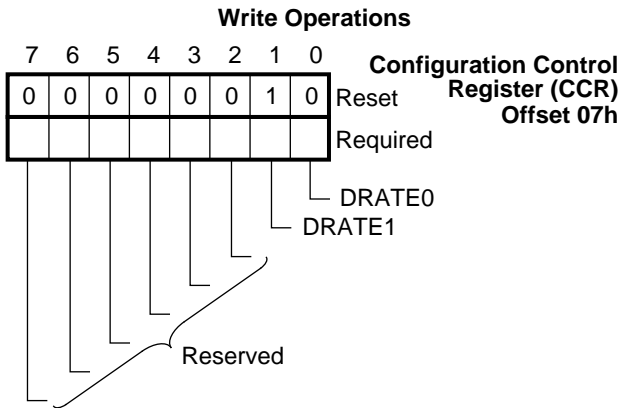 Write Operations
7 6 5 4 3 2 1 0
Configuration Control
Register (CCR)
Offset 07h
0 0 0 0 0 0 1 0 Reset
Required
DRATE0
DRATE1
Reserved